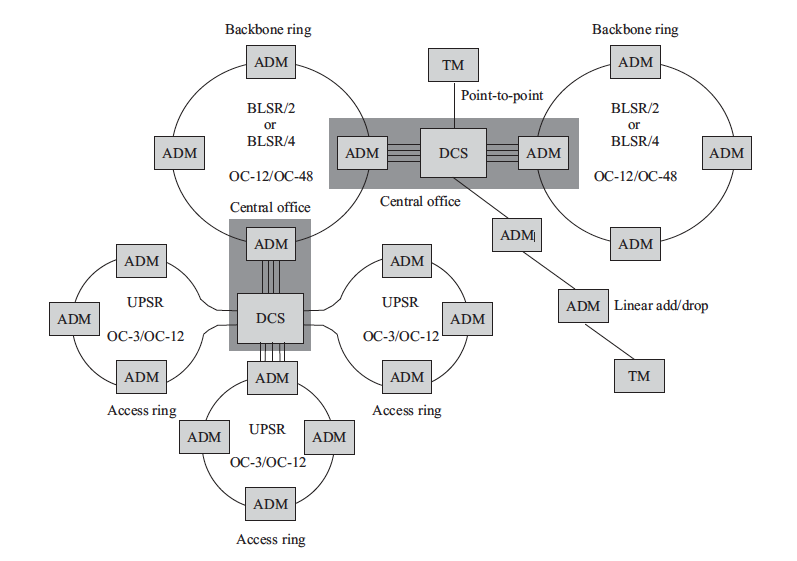 Backbone ring
Backbone ring
ADM
TM
ADM
Point-to-point
BLSR/2
or
BLSR/4
BLSR/2
or
BLSR/4
ADM
ADM
DCS
ADM
ADM
OC-12/OC-48
OC-12/OC-48
Central office
Central office
ADM
ADM
ADM
ADM
ADM
UPSR
UPSR
ADM
Linear add/drop
ADM
DCS
ADM
OC-3/OC-12
OC-3/OC-12
ADM
ADM
ADM
TM
Access ring
Access ring
ADM
UPSR
ADM
OC-3/OC-12
ADM
Access ring